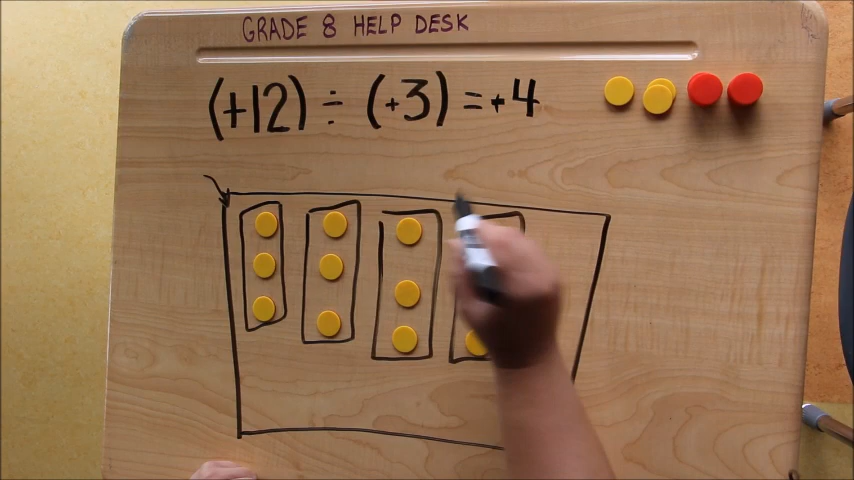 GRADE 8 HELP DESK
(+12) ÷ (+3) = +4